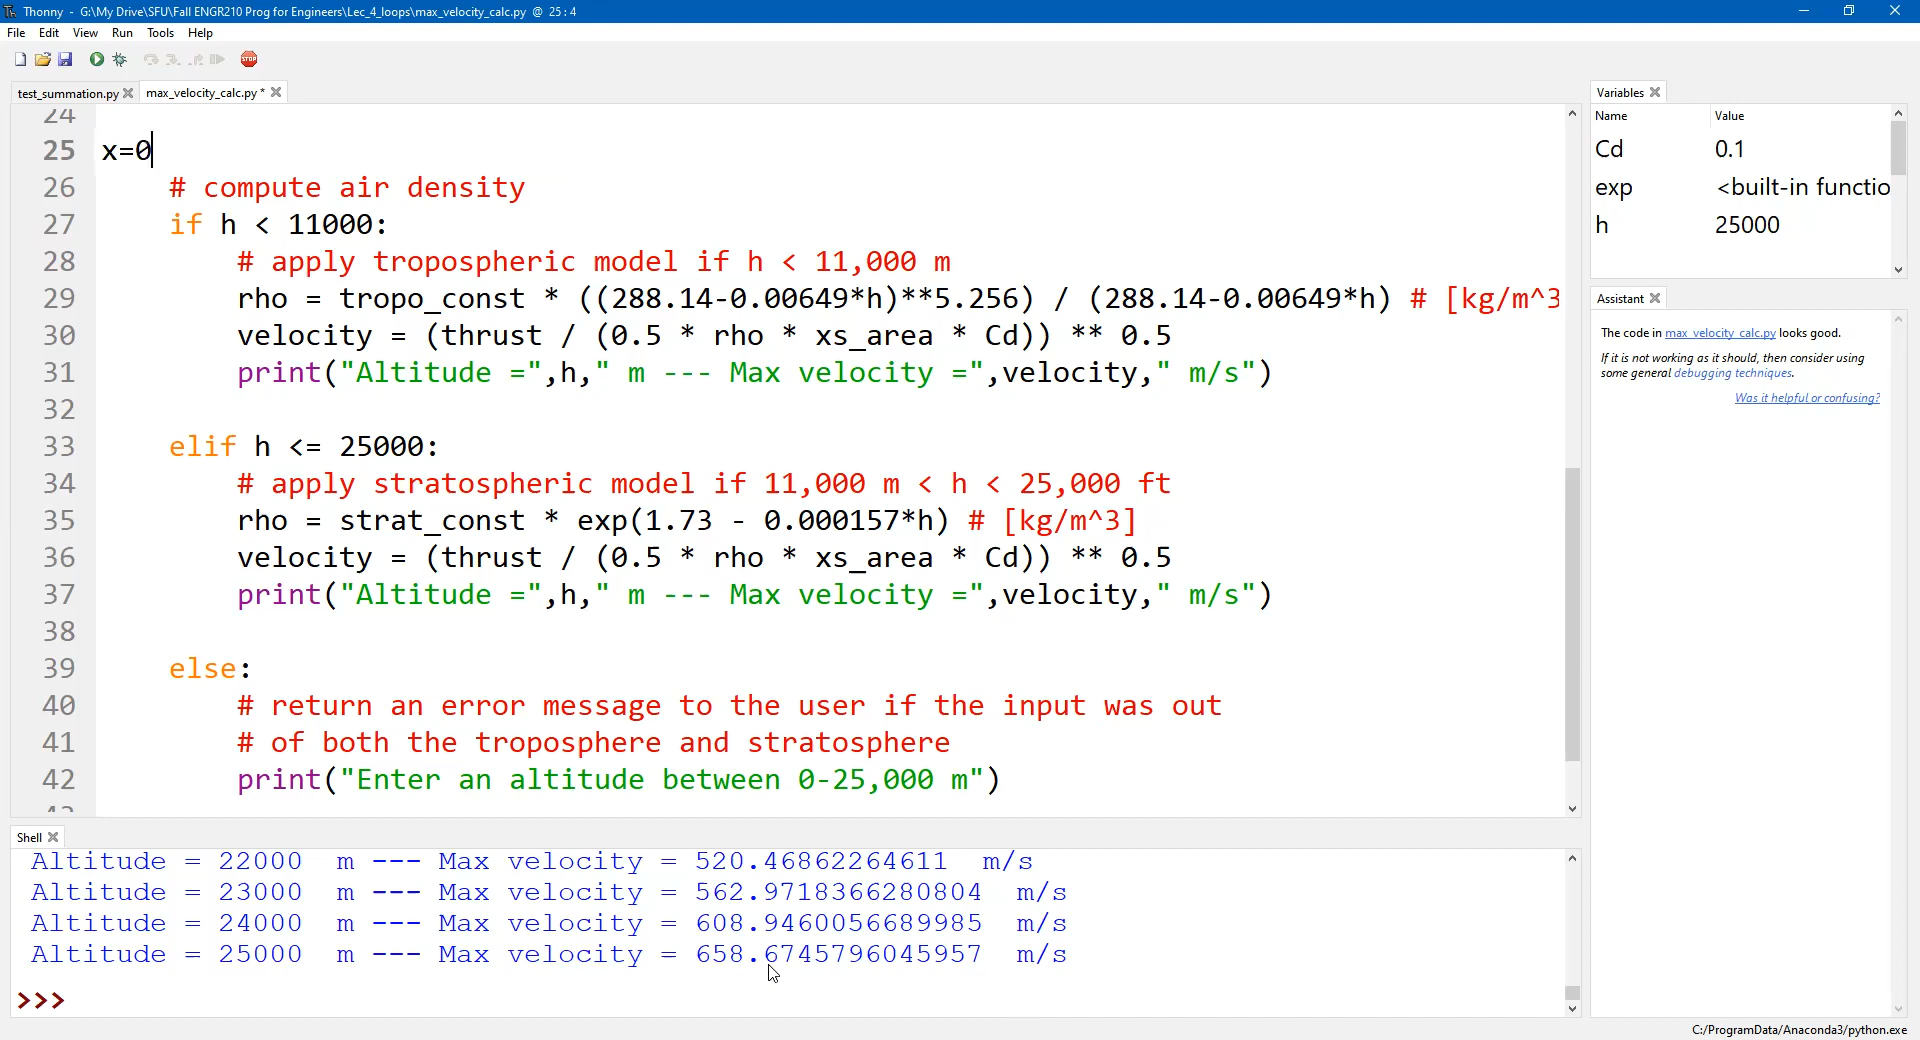 Thonny - G:\My Drive\SFU\Fall ENGR210 Prog for Engineers\Lec_4_loops\max_velocity_calc.py @ 25 : 4
File Edit View Run Tools Help
STOP
test_summation.py max_velocity_calc.py *
24
25 x=0
26 # compute air density
27 if h < 11000:
28 # apply tropospheric model if h < 11,000 m
29 rho = tropo_const * ((288.14-0.00649*h)**5.256) / (288.14-0.00649*h) # [kg/m^3
30 velocity = (thrust / (0.5 * rho * xs_area * Cd)) ** 0.5
31 print("Altitude =",h," m --- Max velocity =",velocity," m/s")
32
33 elif h <= 25000:
34 # apply stratospheric model if 11,000 m < h < 25,000 ft
35 rho = strat_const * exp(1.73 - 0.000157*h) # [kg/m^3]
36 velocity = (thrust / (0.5 * rho * xs_area * Cd)) ** 0.5
37 print("Altitude =",h," m --- Max velocity =",velocity," m/s")
38
39 else:
40 # return an error message to the user if the input was out
41 # of both the troposphere and stratosphere
42 print("Enter an altitude between 0-25,000 m")
Shell
Altitude = 22000  m --- Max velocity = 520.46862264611  m/s
Altitude = 23000  m --- Max velocity = 562.9718366280804  m/s
Altitude = 24000  m --- Max velocity = 608.9460056689985  m/s
Altitude = 25000  m --- Max velocity = 658.6745796045957  m/s
>>>
Variables
Name Value
Cd 0.1
exp <built-in functio
h 25000
Assistant
The code in max_velocity_calc.py looks good.
If it is not working as it should, then consider using
some general debugging techniques.
Was it helpful or confusing?
C:/ProgramData/Anaconda3/python.exe